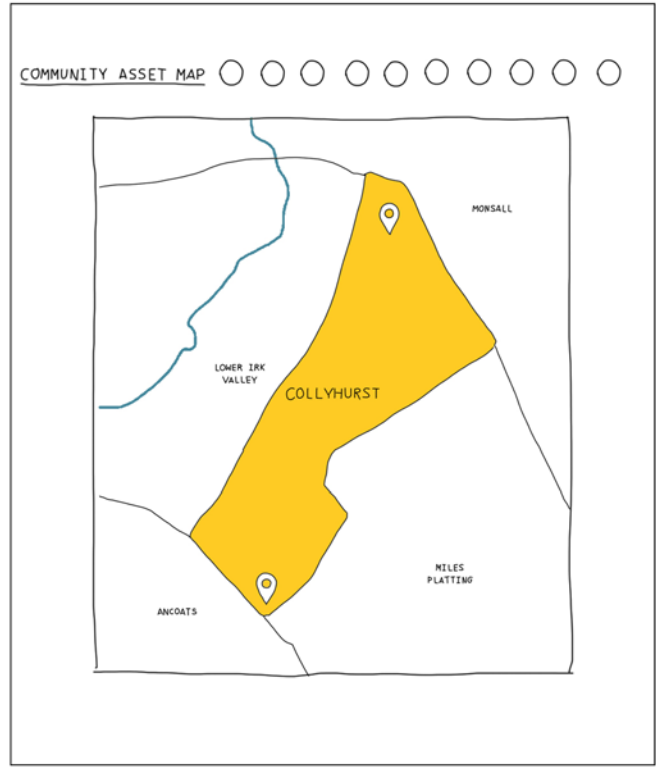 COMMUNITY ASSET MAP
MONSALL
LOWER IRK
VALLEY
COLLYHURST
MILES
PLATTING
ANCOATS